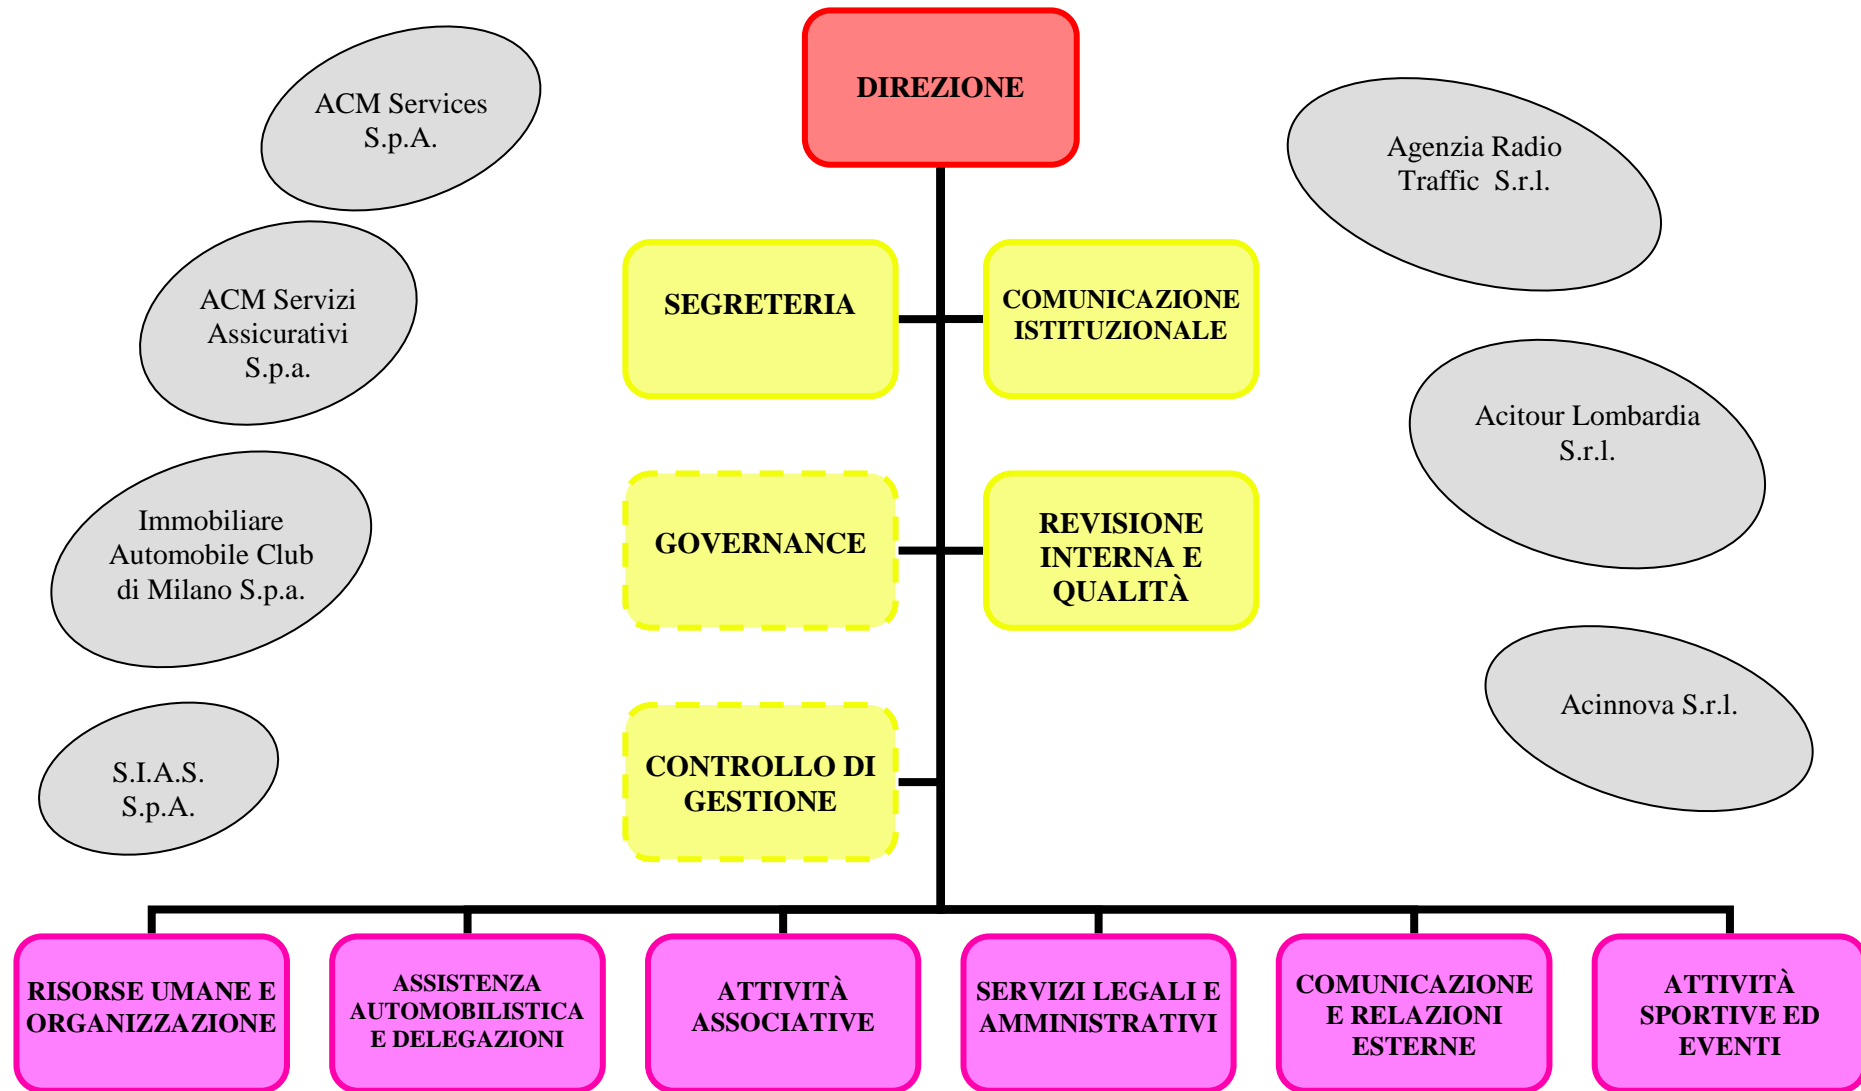 DIREZIONE
ACM Services
S.p.A.
Agenzia Radio
Traffic S.r.l.
ACM Servizi
Assicurativi
S.p.a.
SEGRETERIA
COMUNICAZIONE
ISTITUZIONALE
Acitour Lombardia
S.r.l.
Immobiliare
Automobile Club
di Milano S.p.a.
GOVERNANCE
REVISIONE
INTERNA E
QUALITÀ
Acinnova S.r.l.
S.I.A.S.
S.p.A.
CONTROLLO DI
GESTIONE
RISORSE UMANE E
ORGANIZZAZIONE
ASSISTENZA
AUTOMOBILISTICA
E DELEGAZIONI
ATTIVITÀ
ASSOCIATIVE
SERVIZI LEGALI E
AMMINISTRATIVI
COMUNICAZIONE
E RELAZIONI
ESTERNE
ATTIVITÀ
SPORTIVE ED
EVENTI